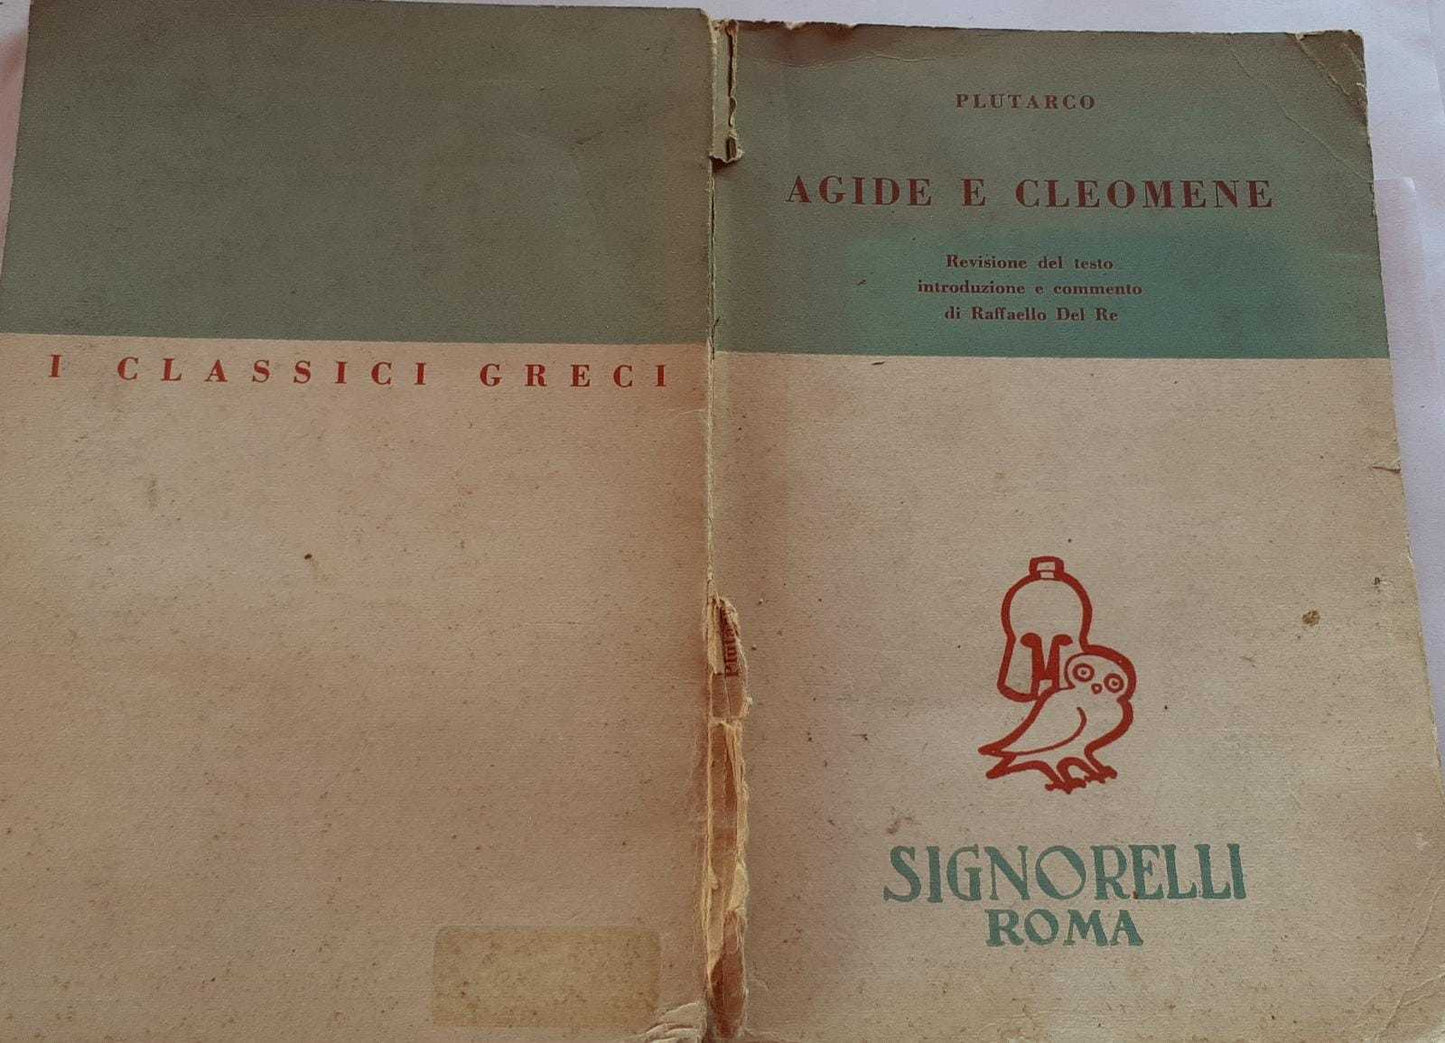 I CLASSICI GRECI
PLUTARCO
AGIDE E CLEOMENE
Revisione del testo
introduzione e commento
di Raffaello Del Re
SIGNORELLI
ROMA